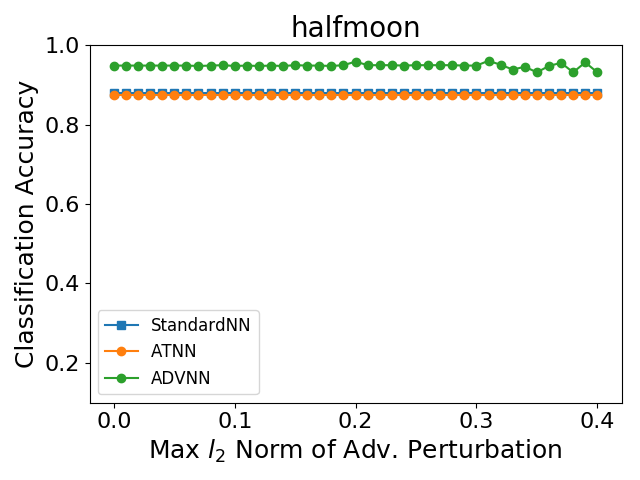 halfmoon
Classification Accuracy
1.0
0.8
0.6
0.4
0.2
StandardNN
ATNN
ADVNN
0.0 0.1 0.2 0.3 0.4
Max l₂ Norm of Adv. Perturbation